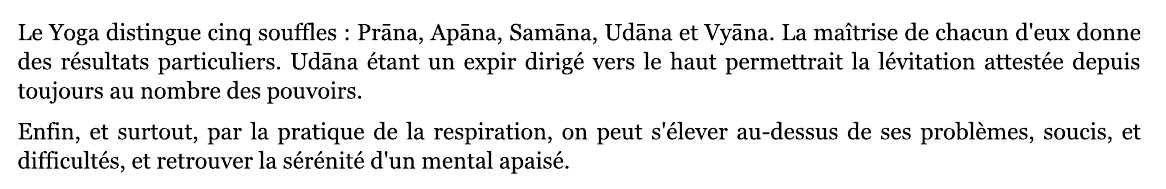 Le Yoga distingue cinq souffles : Prāna, Apāna, Samāna, Udāna et Vyāna. La maîtrise de chacun d'eux donne
des résultats particuliers. Udāna étant un expir dirigé vers le haut permettrait la lévitation attestée depuis
toujours au nombre des pouvoirs.
Enfin, et surtout, par la pratique de la respiration, on peut s'élever au-dessus de ses problèmes, soucis, et
difficultés, et retrouver la sérénité d'un mental apaisé.